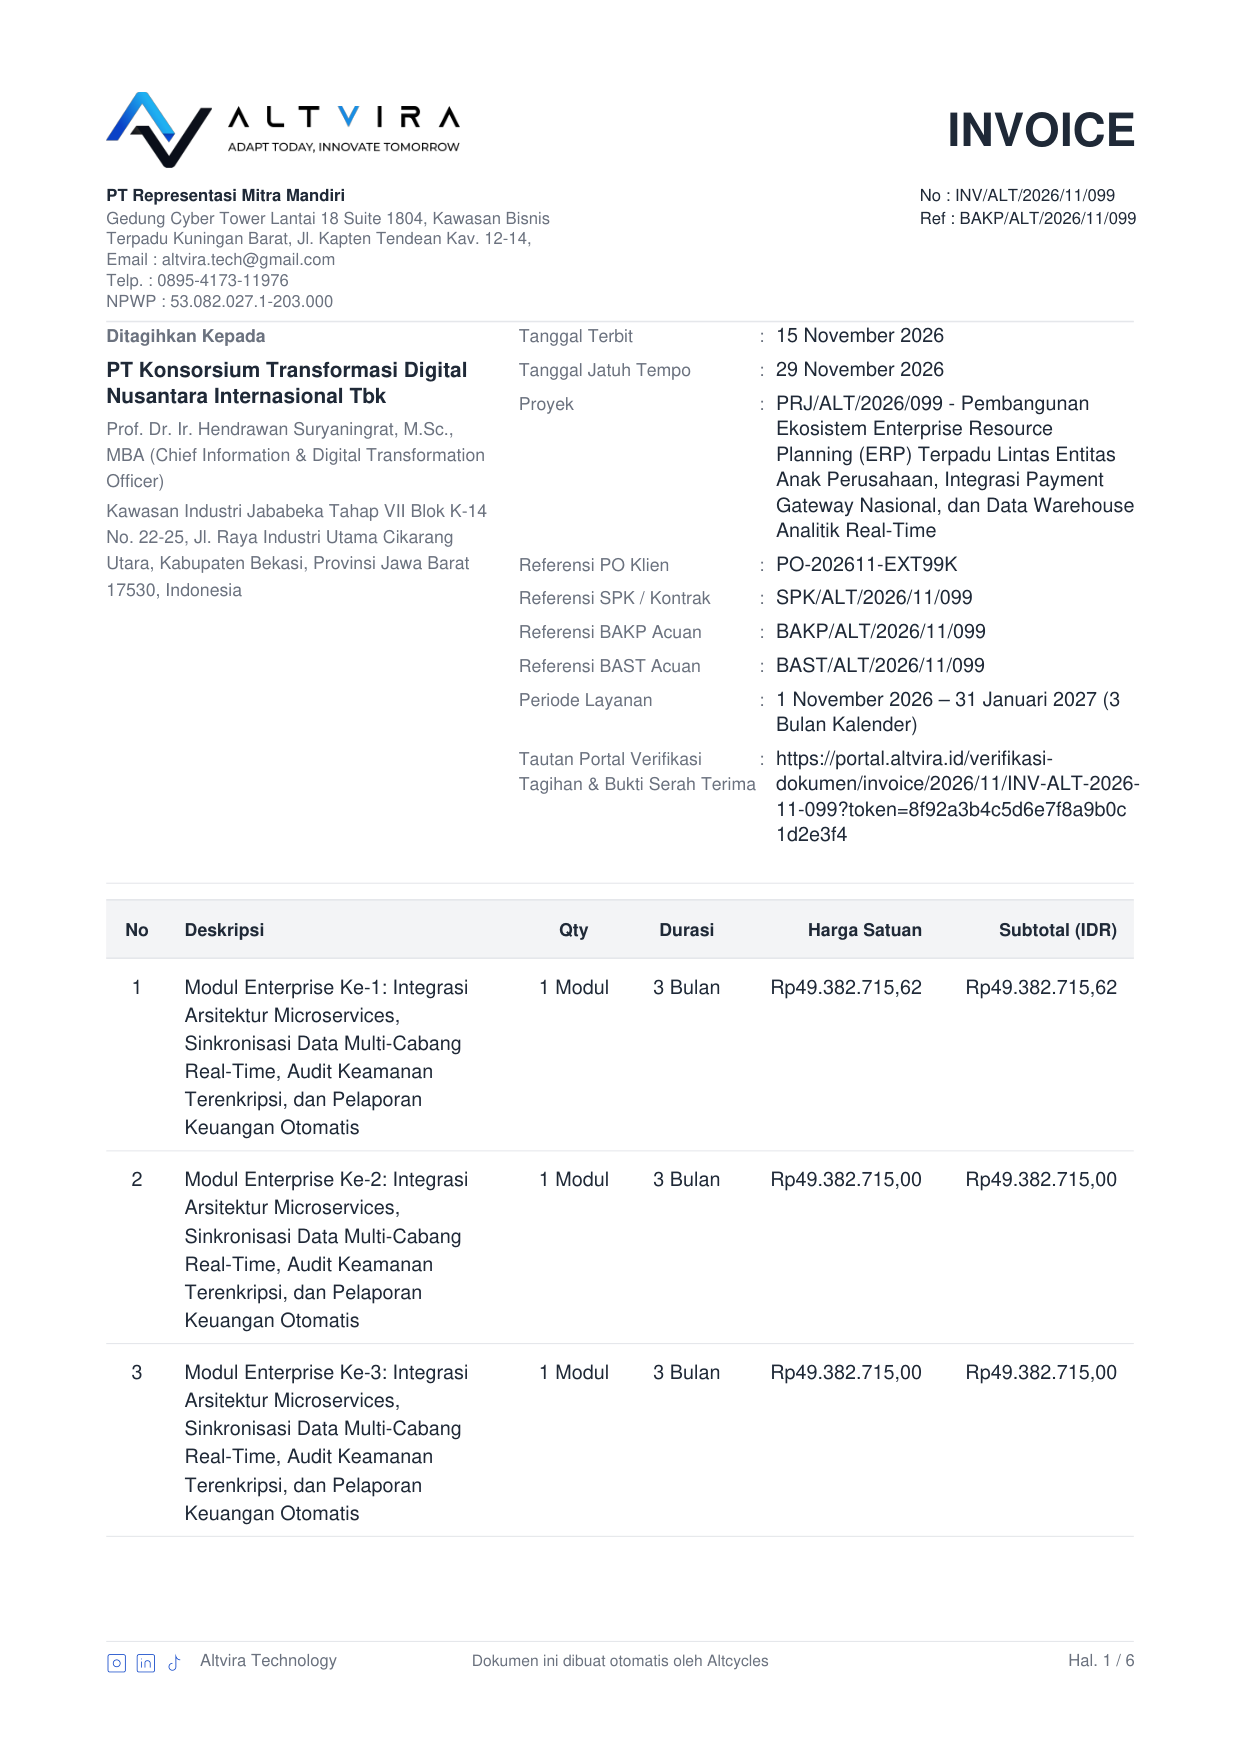 ALTVIRA
ADAPT TODAY, INNOVATE TOMORROW
INVOICE
PT Representasi Mitra Mandiri
Gedung Cyber Tower Lantai 18 Suite 1804, Kawasan Bisnis
Terpadu Kuningan Barat, Jl. Kapten Tendean Kav. 12-14,
Email : altvira.tech@gmail.com
Telp. : 0895-4173-11976
NPWP : 53.082.027.1-203.000
No : INV/ALT/2026/11/099
Ref : BAKP/ALT/2026/11/099
Ditagihkan Kepada
PT Konsorsium Transformasi Digital
Nusantara Internasional Tbk
Prof. Dr. Ir. Hendrawan Suryaningrat, M.Sc.,
MBA (Chief Information & Digital Transformation
Officer)
Kawasan Industri Jababeka Tahap VII Blok K-14
No. 22-25, Jl. Raya Industri Utama Cikarang
Utara, Kabupaten Bekasi, Provinsi Jawa Barat
17530, Indonesia
Tanggal Terbit : 15 November 2026
Tanggal Jatuh Tempo : 29 November 2026
Proyek : PRJ/ALT/2026/099 - Pembangunan
Ekosistem Enterprise Resource
Planning (ERP) Terpadu Lintas Entitas
Anak Perusahaan, Integrasi Payment
Gateway Nasional, dan Data Warehouse
Analitik Real-Time
Referensi PO Klien : PO-202611-EXT99K
Referensi SPK / Kontrak : SPK/ALT/2026/11/099
Referensi BAKP Acuan : BAKP/ALT/2026/11/099
Referensi BAST Acuan : BAST/ALT/2026/11/099
Periode Layanan : 1 November 2026 – 31 Januari 2027 (3
Bulan Kalender)
Tautan Portal Verifikasi : https://portal.altvira.id/verifikasi-
Tagihan & Bukti Serah Terima dokumen/invoice/2026/11/INV-ALT-2026-
11-099?token=8f92a3b4c5d6e7f8a9b0c
1d2e3f4
No Deskripsi Qty Durasi Harga Satuan Subtotal (IDR)
1 Modul Enterprise Ke-1: Integrasi 1 Modul 3 Bulan Rp49.382.715,62 Rp49.382.715,62
Arsitektur Microservices,
Sinkronisasi Data Multi-Cabang
Real-Time, Audit Keamanan
Terenkripsi, dan Pelaporan
Keuangan Otomatis
2 Modul Enterprise Ke-2: Integrasi 1 Modul 3 Bulan Rp49.382.715,00 Rp49.382.715,00
Arsitektur Microservices,
Sinkronisasi Data Multi-Cabang
Real-Time, Audit Keamanan
Terenkripsi, dan Pelaporan
Keuangan Otomatis
3 Modul Enterprise Ke-3: Integrasi 1 Modul 3 Bulan Rp49.382.715,00 Rp49.382.715,00
Arsitektur Microservices,
Sinkronisasi Data Multi-Cabang
Real-Time, Audit Keamanan
Terenkripsi, dan Pelaporan
Keuangan Otomatis
Altvira Technology Dokumen ini dibuat otomatis oleh Altcycles Hal. 1 / 6